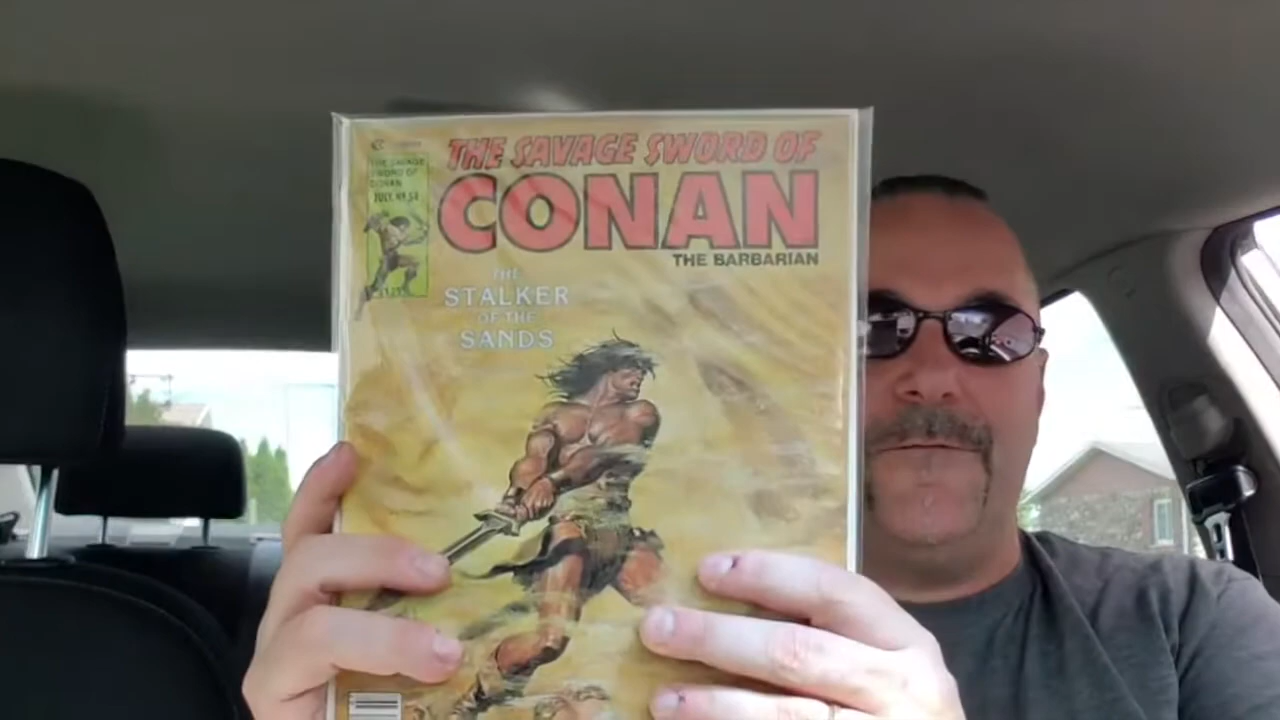 THE SAVAGE SWORD OF
CONAN
THE BARBARIAN
THE SAVAGE
SWORD OF
CONAN
JULY. NO 54
THE
STALKER
OF THE
SANDS